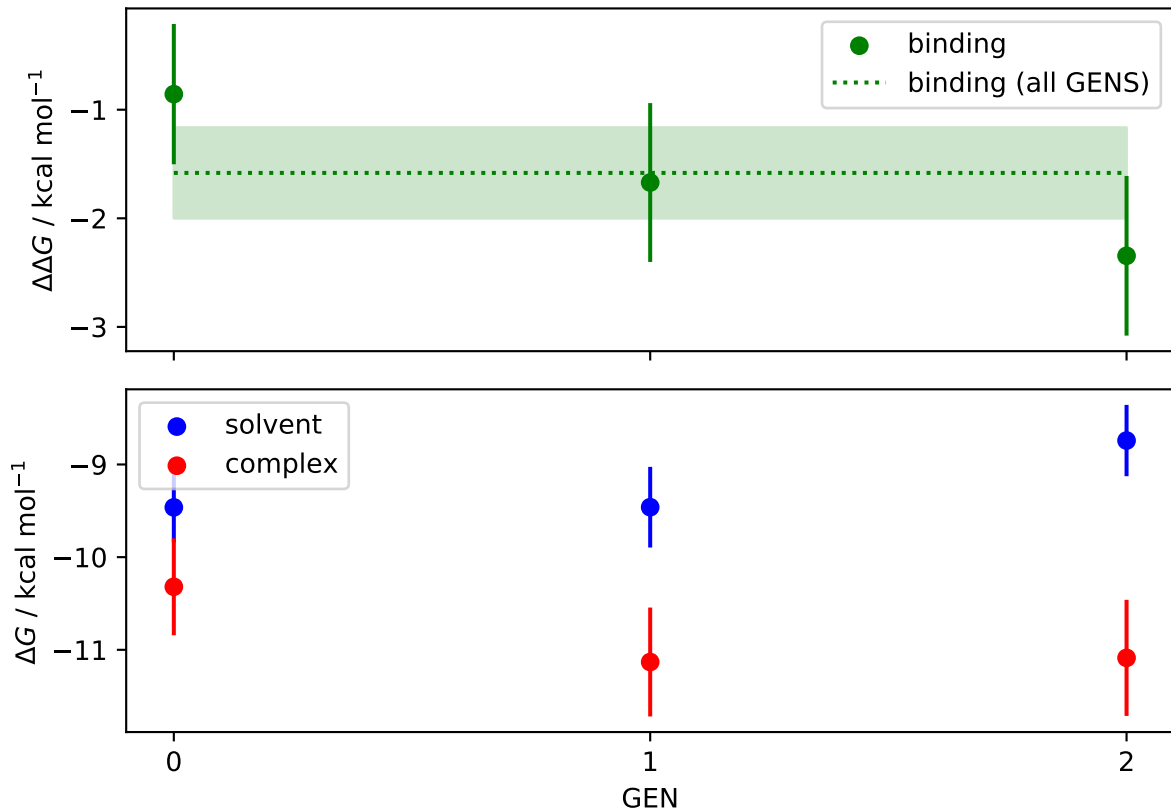 binding
binding (all GENS)
−1
−2
−3
ΔΔG / kcal mol⁻¹
solvent
complex
−9
−10
−11
ΔG / kcal mol⁻¹
0 1 2
GEN